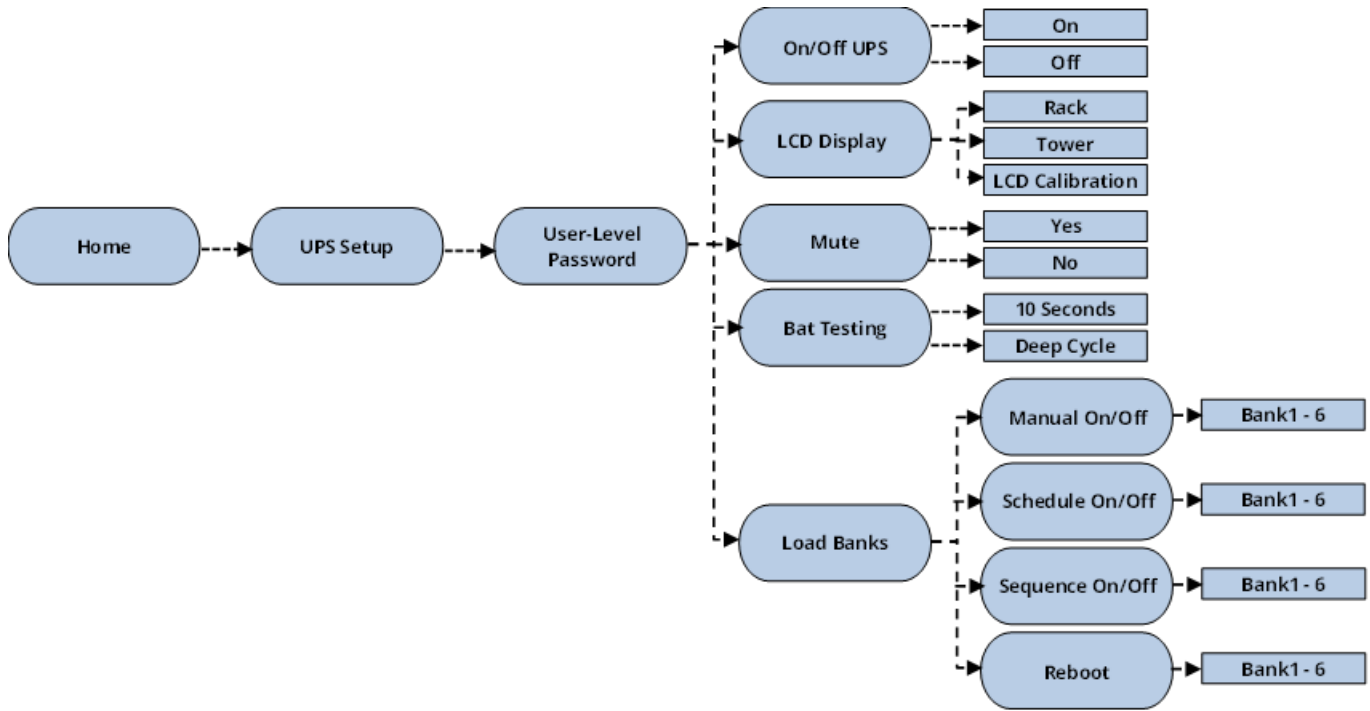 Home
UPS Setup
User-Level
Password
On/Off UPS
On
Off
LCD Display
Rack
Tower
LCD Calibration
Mute
Yes
No
Bat Testing
10 Seconds
Deep Cycle
Load Banks
Manual On/Off
Bank1 - 6
Schedule On/Off
Bank1 - 6
Sequence On/Off
Bank1 - 6
Reboot
Bank1 - 6